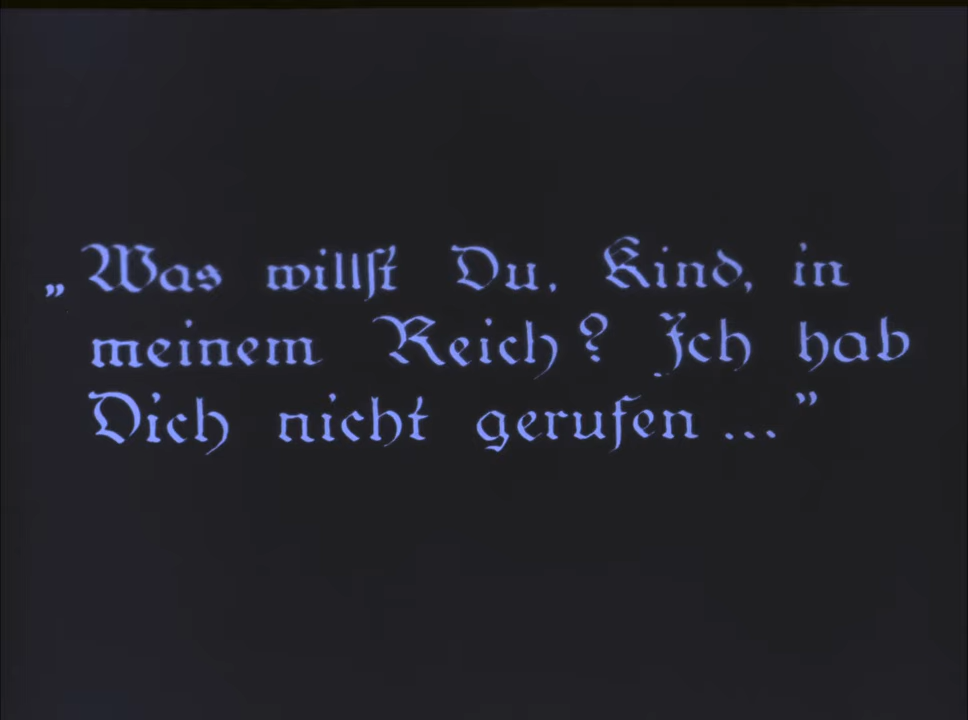 „Was willst Du, Kind, in
meinem Reich? Ich hab
Dich nicht gerufen ...”